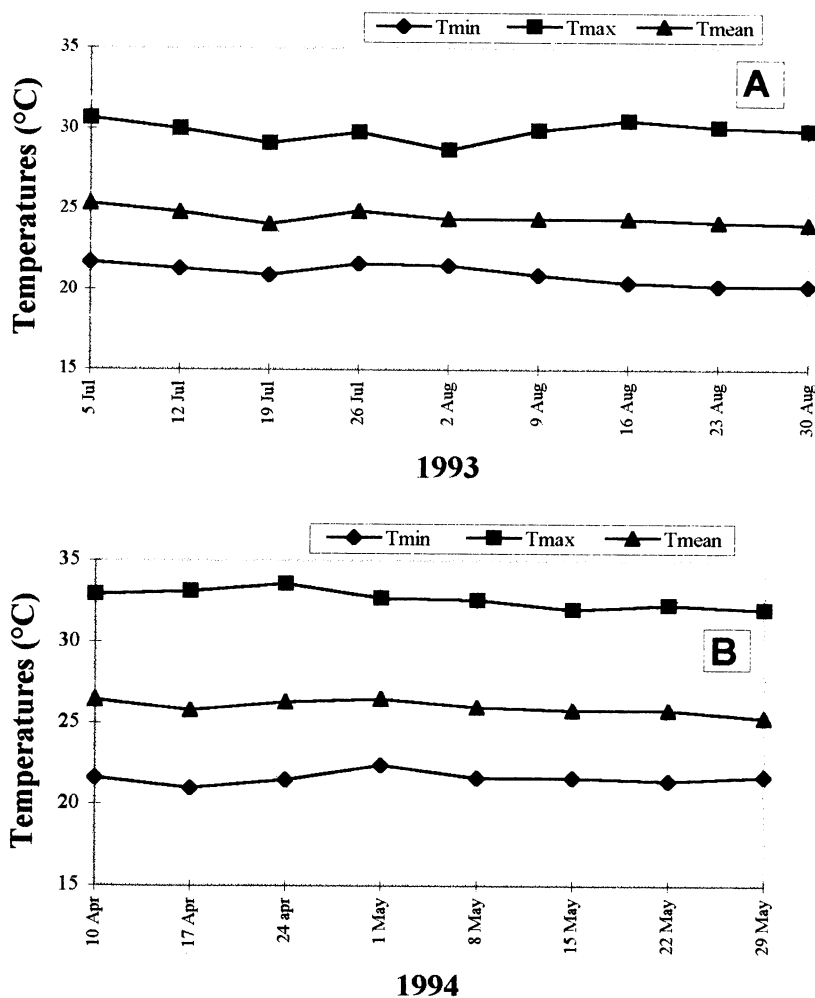 Tmin Tmax Tmean
A
Temperatures (°C)
35
30
25
20
15
5 Jul
12 Jul
19 Jul
26 Jul
2 Aug
9 Aug
16 Aug
23 Aug
30 Aug
1993
Tmin Tmax Tmean
B
Temperatures (°C)
35
30
25
20
15
10 Apr
17 Apr
24 apr
1 May
8 May
15 May
22 May
29 May
1994